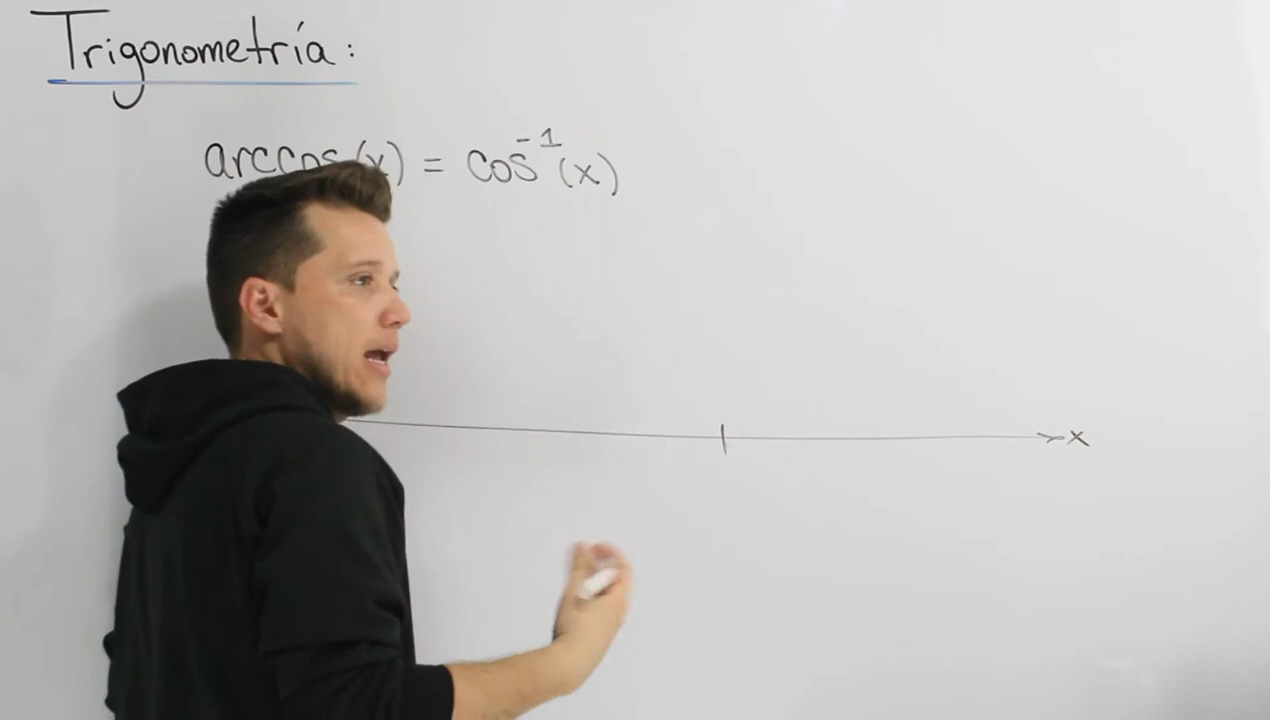 Trigonometría:
arccos(x) = cos⁻¹(x)
x